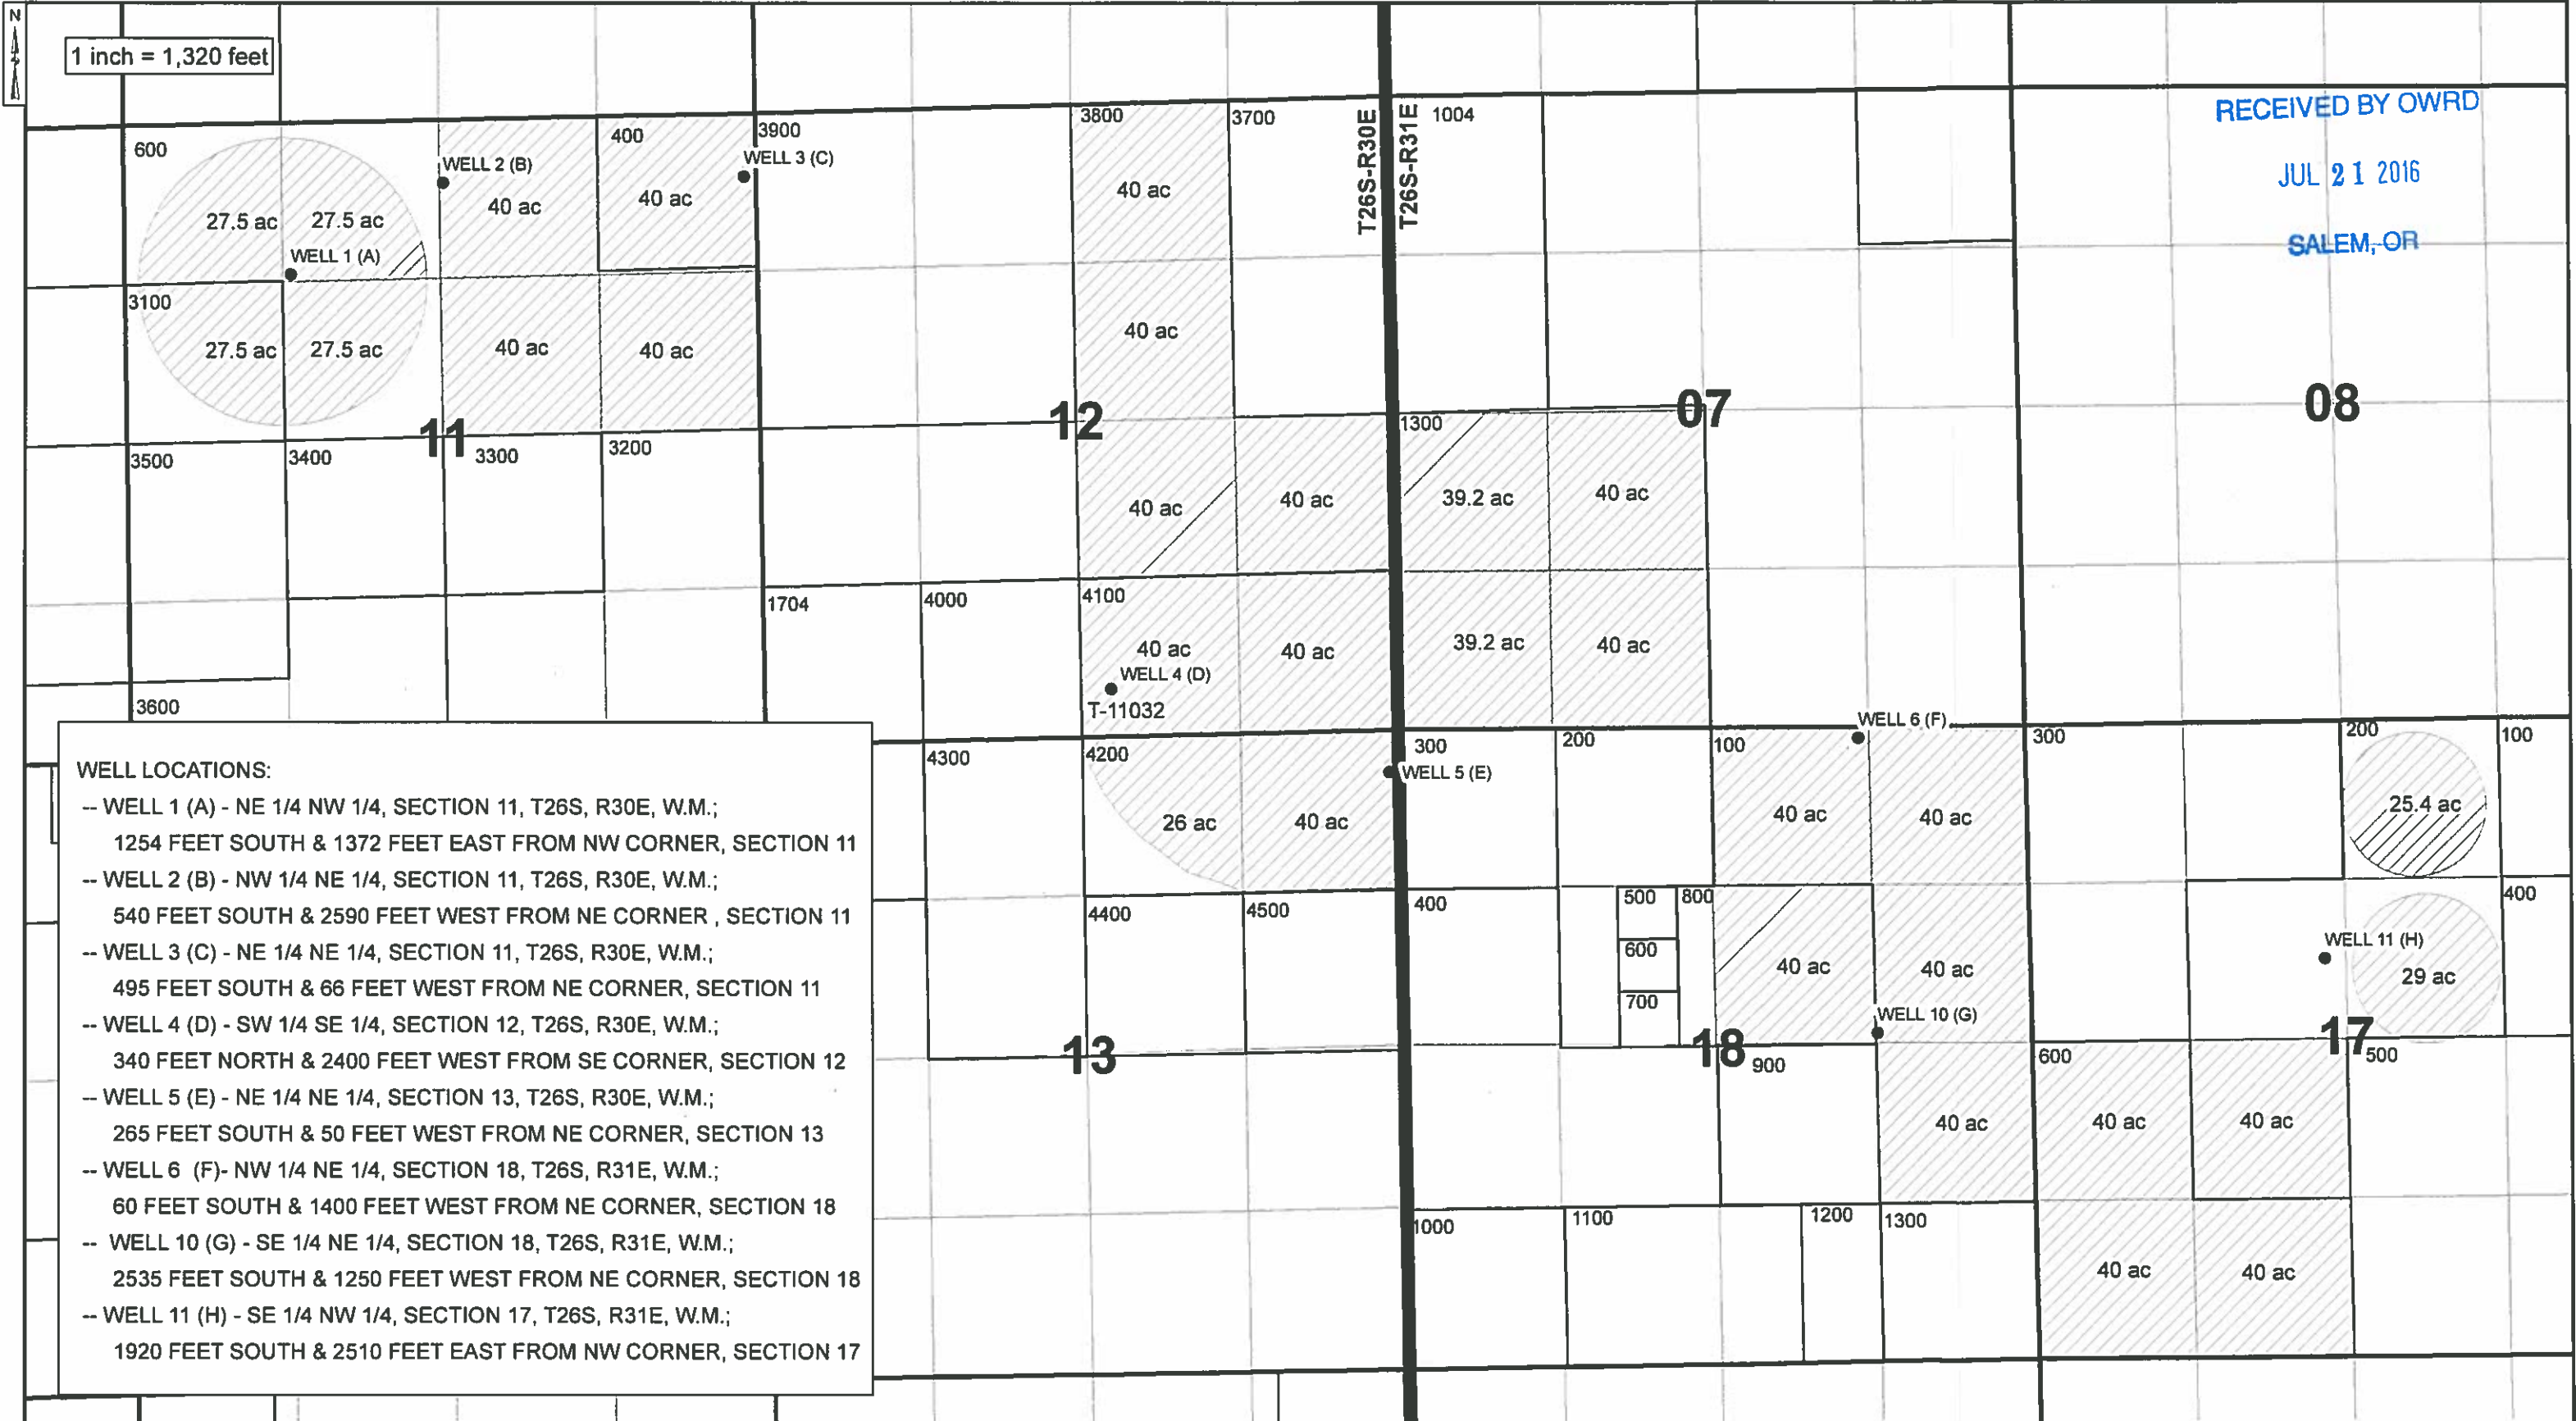 N
1 inch = 1,320 feet
RECEIVED BY OWRD
JUL 21 2016
SALEM, OR
T26S-R30E
T26S-R31E
600
400
3900
3800
3700
1004
WELL 2 (B)
WELL 3 (C)
40 ac
40 ac
40 ac
27.5 ac
27.5 ac
WELL 1 (A)
3100
40 ac
27.5 ac
27.5 ac
40 ac
40 ac
11
12
07
08
1300
3500
3400
3300
3200
40 ac
40 ac
39.2 ac
40 ac
1704
4000
4100
40 ac
40 ac
39.2 ac
40 ac
WELL 4 (D)
T-11032
3600
WELL 6 (F)
4300
4200
300
200
100
300
200
100
WELL 5 (E)
26 ac
40 ac
40 ac
40 ac
25.4 ac
4400
4500
400
500
800
600
700
400
40 ac
40 ac
WELL 11 (H)
29 ac
WELL 10 (G)
13
18
17
900
600
500
40 ac
40 ac
40 ac
1000
1100
1200
1300
40 ac
40 ac
WELL LOCATIONS:
-- WELL 1 (A) - NE 1/4 NW 1/4, SECTION 11, T26S, R30E, W.M.;
1254 FEET SOUTH & 1372 FEET EAST FROM NW CORNER, SECTION 11
-- WELL 2 (B) - NW 1/4 NE 1/4, SECTION 11, T26S, R30E, W.M.;
540 FEET SOUTH & 2590 FEET WEST FROM NE CORNER , SECTION 11
-- WELL 3 (C) - NE 1/4 NE 1/4, SECTION 11, T26S, R30E, W.M.;
495 FEET SOUTH & 66 FEET WEST FROM NE CORNER, SECTION 11
-- WELL 4 (D) - SW 1/4 SE 1/4, SECTION 12, T26S, R30E, W.M.;
340 FEET NORTH & 2400 FEET WEST FROM SE CORNER, SECTION 12
-- WELL 5 (E) - NE 1/4 NE 1/4, SECTION 13, T26S, R30E, W.M.;
265 FEET SOUTH & 50 FEET WEST FROM NE CORNER, SECTION 13
-- WELL 6 (F)- NW 1/4 NE 1/4, SECTION 18, T26S, R31E, W.M.;
60 FEET SOUTH & 1400 FEET WEST FROM NE CORNER, SECTION 18
-- WELL 10 (G) - SE 1/4 NE 1/4, SECTION 18, T26S, R31E, W.M.;
2535 FEET SOUTH & 1250 FEET WEST FROM NE CORNER, SECTION 18
-- WELL 11 (H) - SE 1/4 NW 1/4, SECTION 17, T26S, R31E, W.M.;
1920 FEET SOUTH & 2510 FEET EAST FROM NW CORNER, SECTION 17